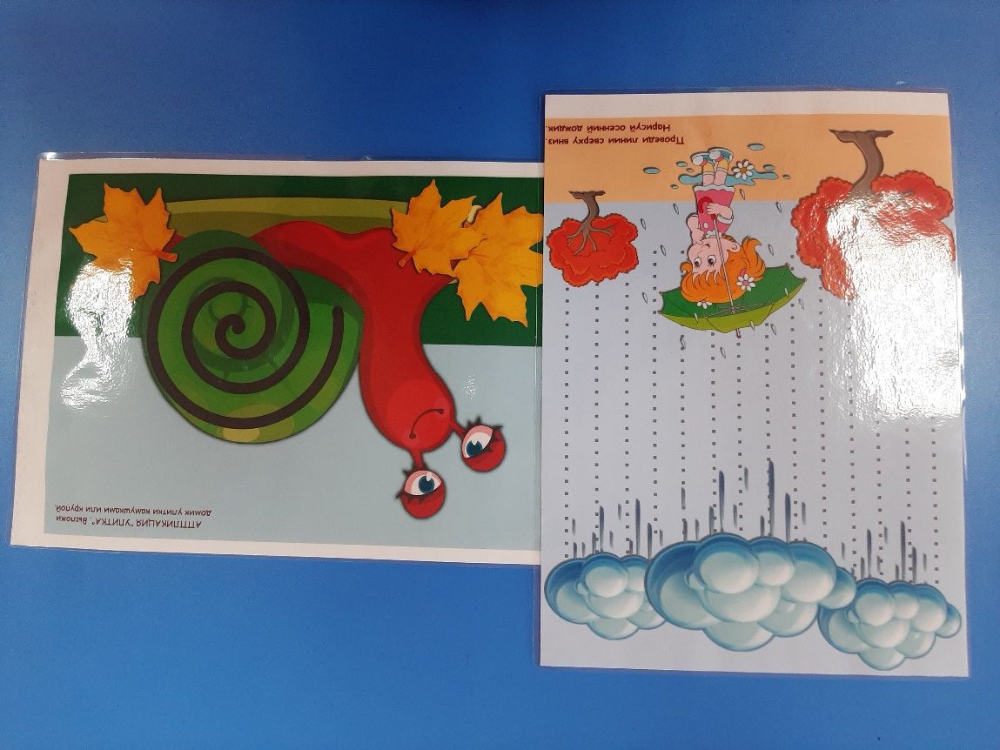 АППЛИКАЦИЯ "УЛИТКА". Выложи
домик улитки камушками или крупой.
Проведи линии сверху вниз.
Нарисуй осенний дождик.